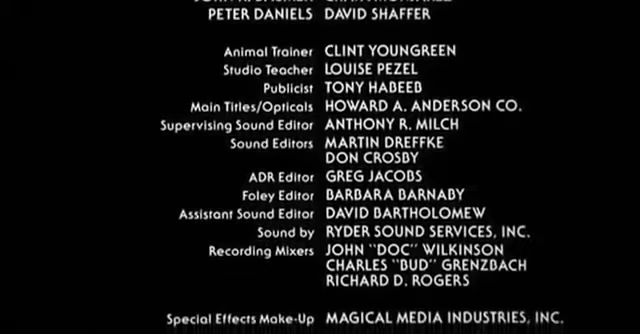 PETER DANIELS DAVID SHAFFER
Animal Trainer CLINT YOUNGREEN
Studio Teacher LOUISE PEZEL
Publicist TONY HABEEB
Main Titles/Opticals HOWARD A. ANDERSON CO.
Supervising Sound Editor ANTHONY R. MILCH
Sound Editors MARTIN DREFFKE
DON CROSBY
ADR Editor GREG JACOBS
Foley Editor BARBARA BARNABY
Assistant Sound Editor DAVID BARTHOLOMEW
Sound by RYDER SOUND SERVICES, INC.
Recording Mixers JOHN "DOC" WILKINSON
CHARLES "BUD" GRENZBACH
RICHARD D. ROGERS
Special Effects Make-Up MAGICAL MEDIA INDUSTRIES, INC.